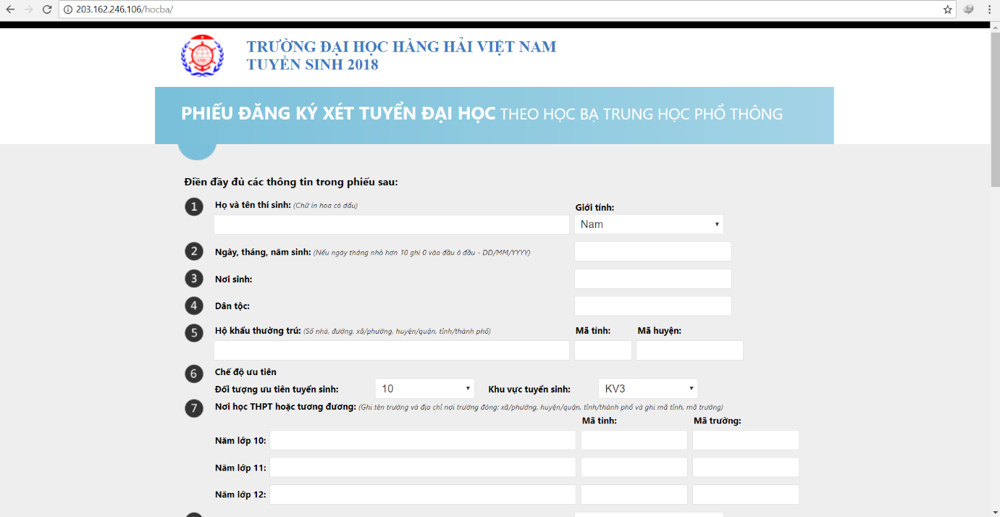 203.162.246.106/hocba/
TRƯỜNG ĐẠI HỌC HÀNG HẢI VIỆT NAM
TUYỂN SINH 2018
PHIẾU ĐĂNG KÝ XÉT TUYỂN ĐẠI HỌC THEO HỌC BẠ TRUNG HỌC PHỔ THÔNG
Điền đầy đủ các thông tin trong phiếu sau:
1 Họ và tên thí sinh: (Chữ in hoa có dấu) Giới tính:
Nam
2 Ngày, tháng, năm sinh: (Nếu ngày tháng nhỏ hơn 10 ghi 0 vào đầu ô đầu - DD/MM/YYYY)
3 Nơi sinh:
4 Dân tộc:
5 Hộ khẩu thường trú: (Số nhà, đường, xã/phường, huyện/quận, tỉnh/thành phố) Mã tỉnh: Mã huyện:
6 Chế độ ưu tiên
Đối tượng ưu tiên tuyển sinh: 10 Khu vực tuyển sinh: KV3
7 Nơi học THPT hoặc tương đương: (Ghi tên trường và địa chỉ nơi trường đóng: xã/phường, huyện/quận, tỉnh/thành phố và ghi mã tỉnh, mã trường)
Mã tỉnh: Mã trường:
Năm lớp 10:
Năm lớp 11:
Năm lớp 12: